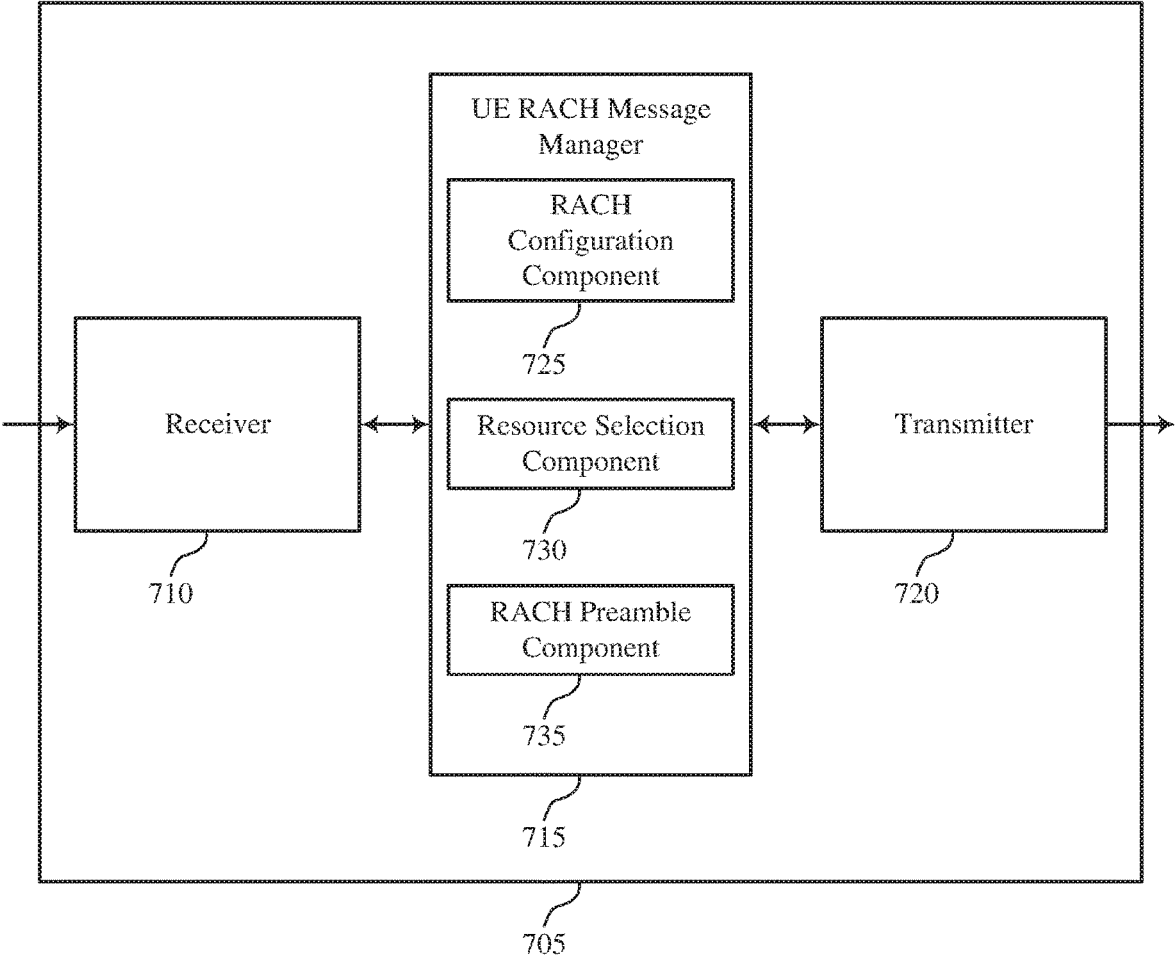 UE RACH Message
Manager
RACH
Configuration
Component
725
Receiver
710
Resource Selection
Component
730
Transmitter
720
RACH Preamble
Component
735
715
705